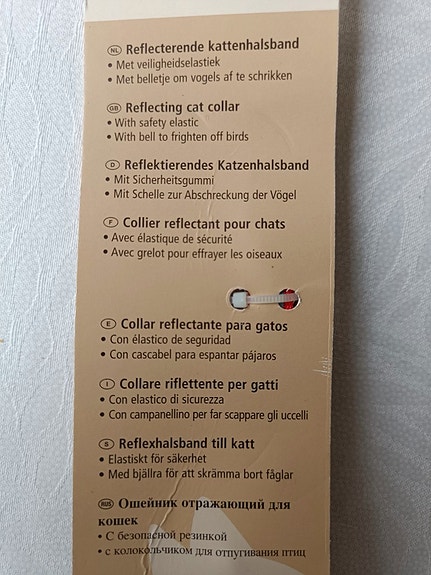 NL Reflecterende kattenhalsband
• Met veiligheidselastiek
• Met belletje om vogels af te schrikken
GB Reflecting cat collar
• With safety elastic
• With bell to frighten off birds
D Reflektierendes Katzenhalsband
• Mit Sicherheitsgummi
• Mit Schelle zur Abschreckung der Vögel
F Collier reflectant pour chats
• Avec élastique de sécurité
• Avec grelot pour effrayer les oiseaux
E Collar reflectante para gatos
• Con élastico de seguridad
• Con cascabel para espantar pájaros
I Collare riflettente per gatti
• Con elastico di sicurezza
• Con campanellino per far scappare gli uccelli
S Reflexhalsband till katt
• Elastiskt för säkerhet
• Med bjällra för att skrämma bort fåglar
RUS Ошейник отражающий для
кошек
• С безопасной резинкой
• с колокольчиком для отпугивания птиц